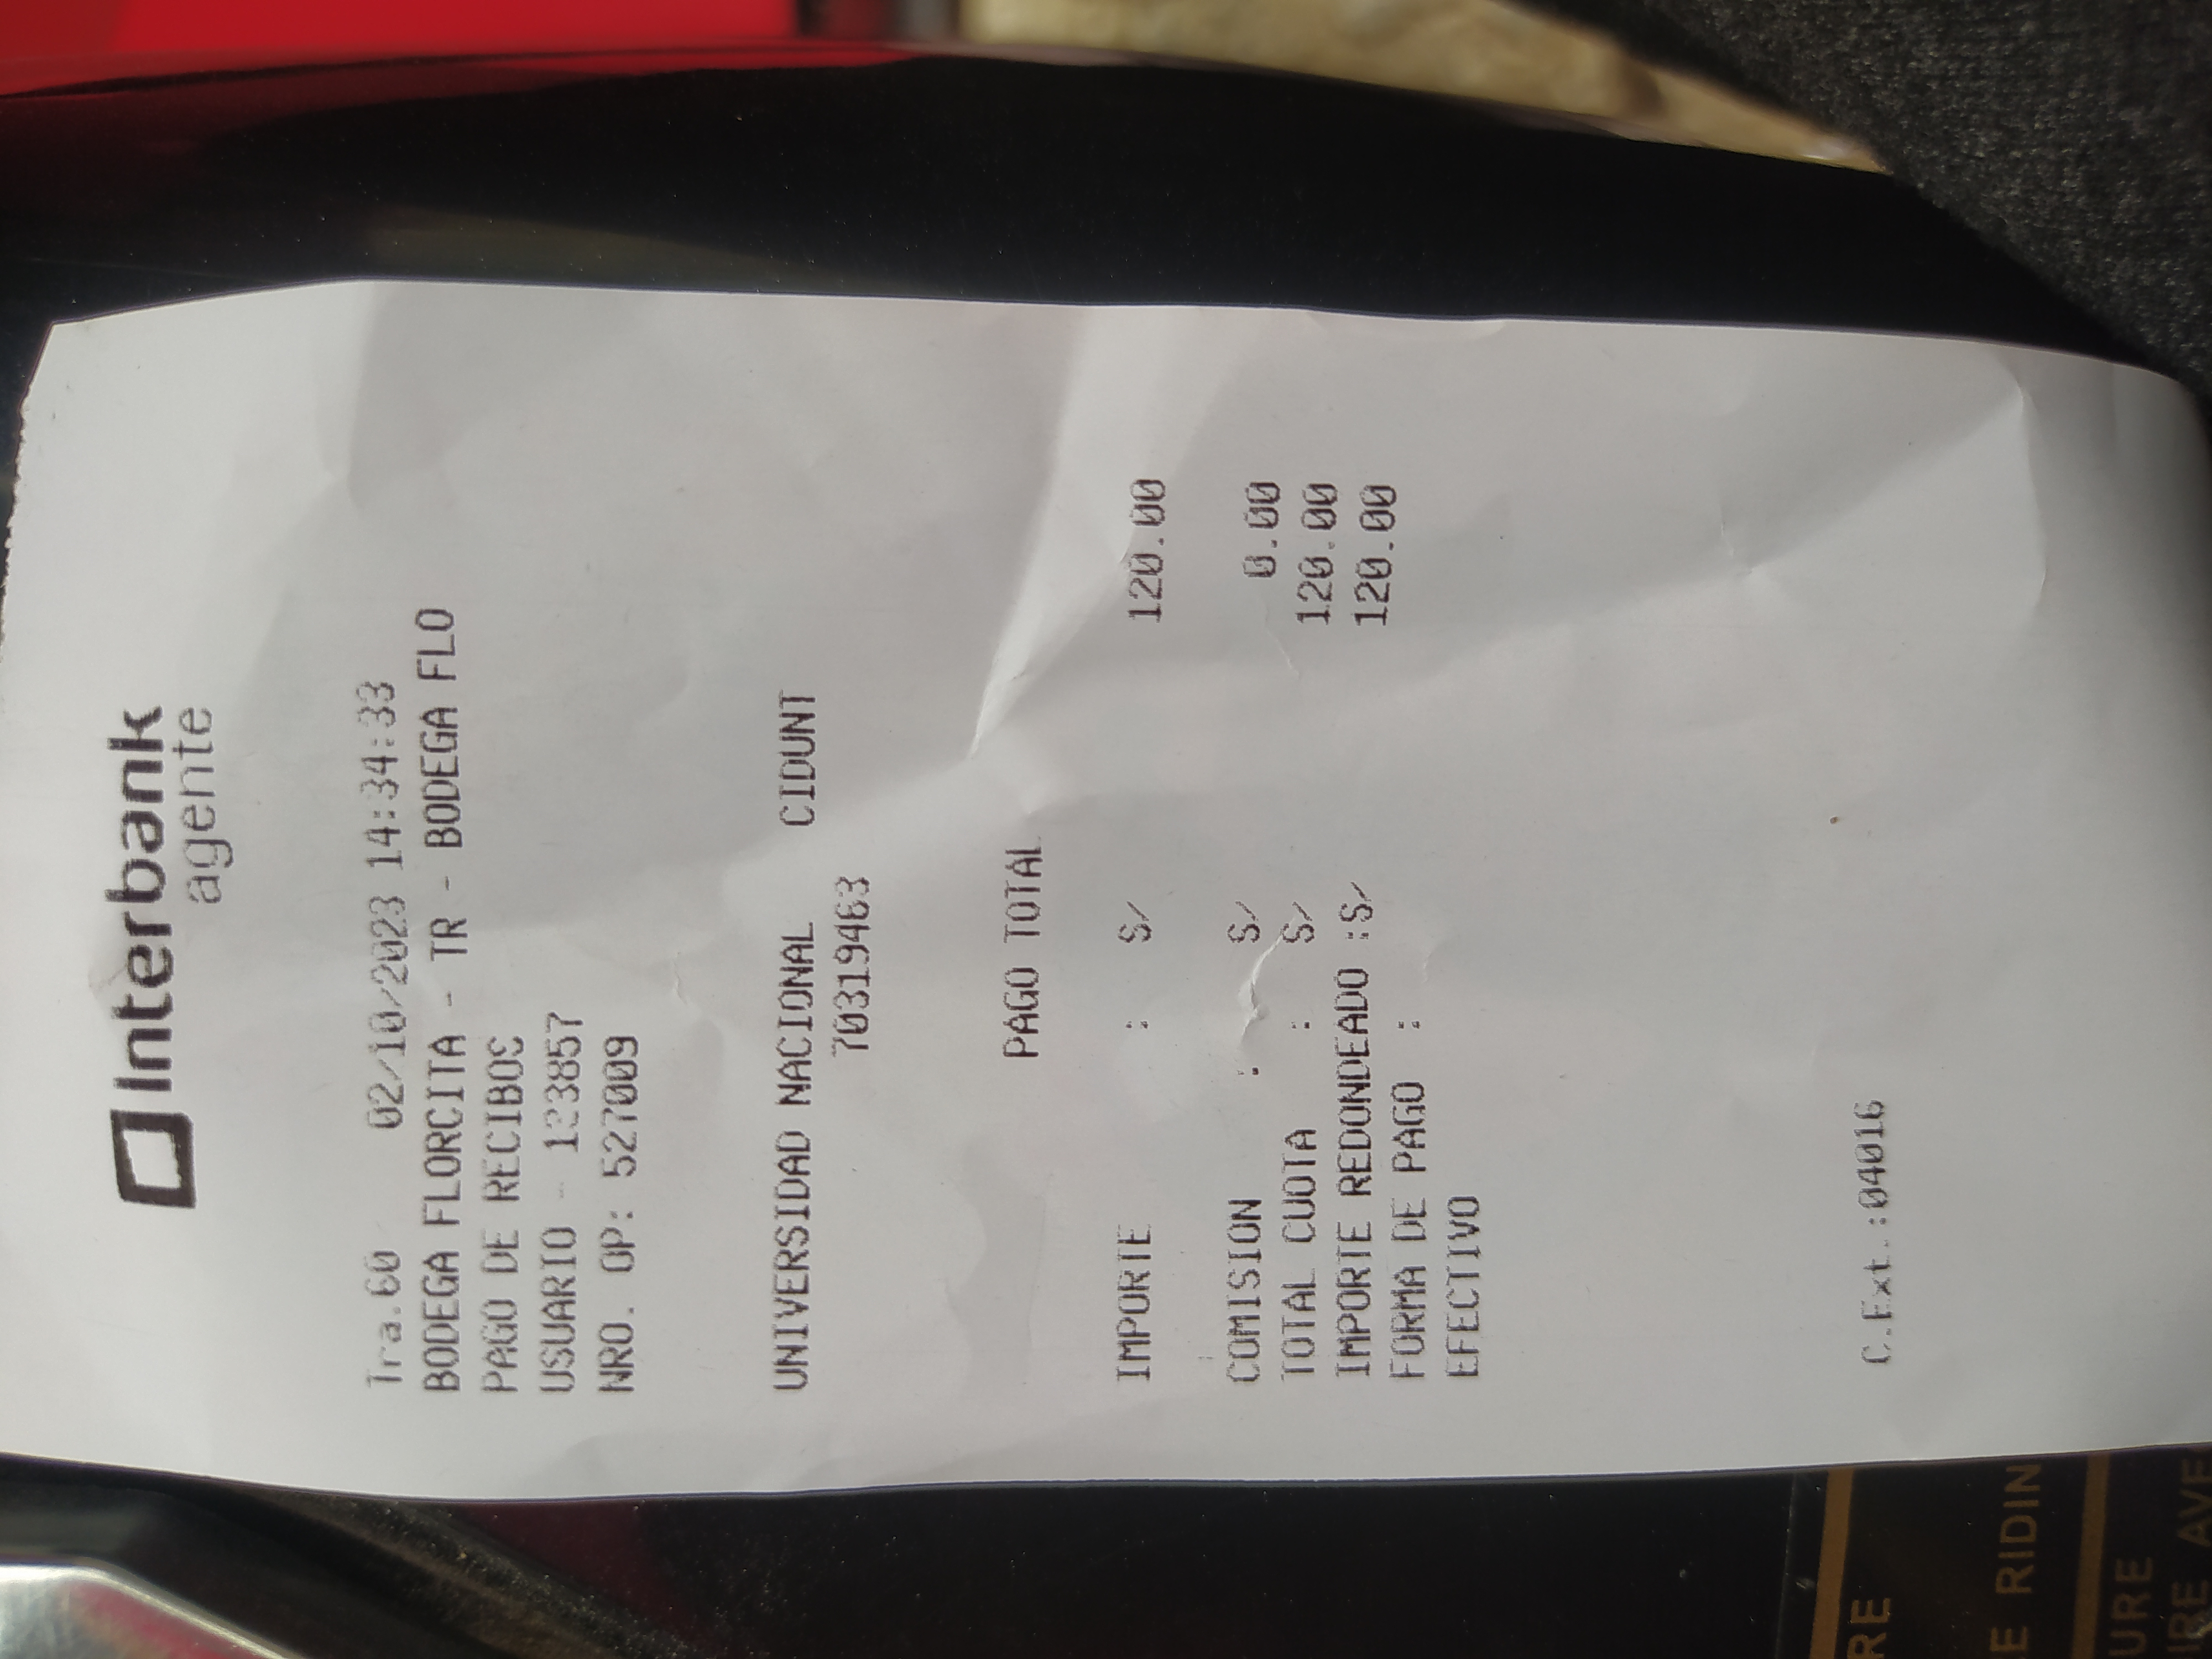 Interbank
agente
Tra.60 02/10/2023 14:34:33
BODEGA FLORCITA - TR - BODEGA FLO
PAGO DE RECIBOS
USUARIO - 123857
NRO. OP: 527009
UNIVERSIDAD NACIONAL CIDUNT
70319463
PAGO TOTAL
IMPORTE : S/ 120.00
COMISION : S/ 0.00
TOTAL CUOTA : S/ 120.00
IMPORTE REDONDEADO :S/ 120.00
FORMA DE PAGO :
EFECTIVO
C.Ext.:04016
RE
E RIDIN
URE
IRE AVE